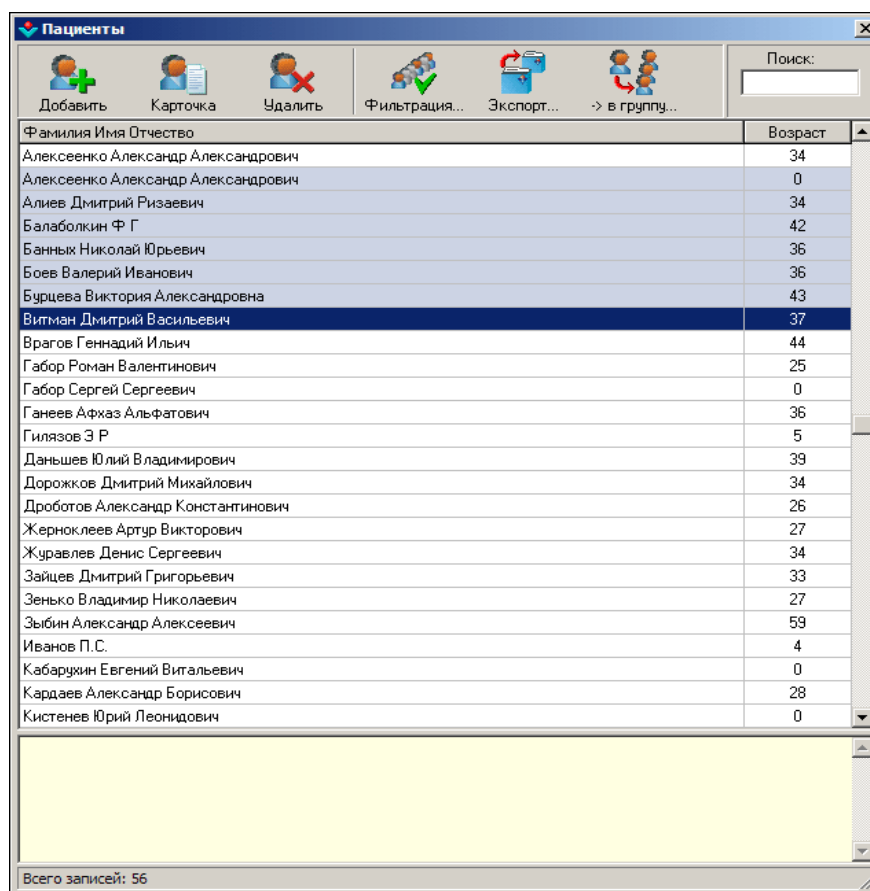 Пациенты
Добавить Карточка Удалить Фильтрация... Экспорт... -> в группу... Поиск:
Фамилия Имя Отчество Возраст
Алексеенко Александр Александрович 34
Алексеенко Александр Александрович 0
Алиев Дмитрий Ризаевич 34
Балаболкин Ф Г 42
Банных Николай Юрьевич 36
Боев Валерий Иванович 36
Бурцева Виктория Александровна 43
Витман Дмитрий Васильевич 37
Врагов Геннадий Ильич 44
Габор Роман Валентинович 25
Габор Сергей Сергеевич 0
Ганеев Афхаз Альфатович 36
Гилязов Э Р 5
Даньшев Юлий Владимирович 39
Дорожков Дмитрий Михайлович 34
Дроботов Александр Константинович 26
Жерноклеев Артур Викторович 27
Журавлев Денис Сергеевич 34
Зайцев Дмитрий Григорьевич 33
Зенько Владимир Николаевич 27
Зыбин Александр Алексеевич 59
Иванов П.С. 4
Кабарухин Евгений Витальевич 0
Кардаев Александр Борисович 28
Кистенев Юрий Леонидович 0
Всего записей: 56